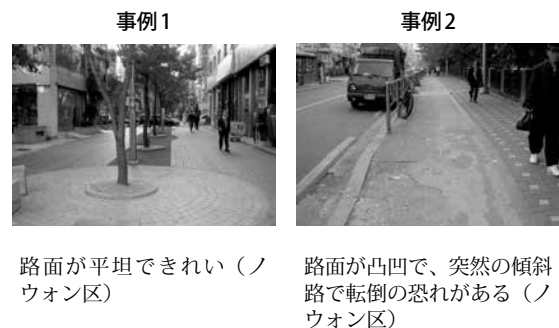 事例1
事例2
路面が平坦できれい（ノ
ウォン区）
路面が凸凹で、突然の傾斜
路で転倒の恐れがある（ノ
ウォン区）